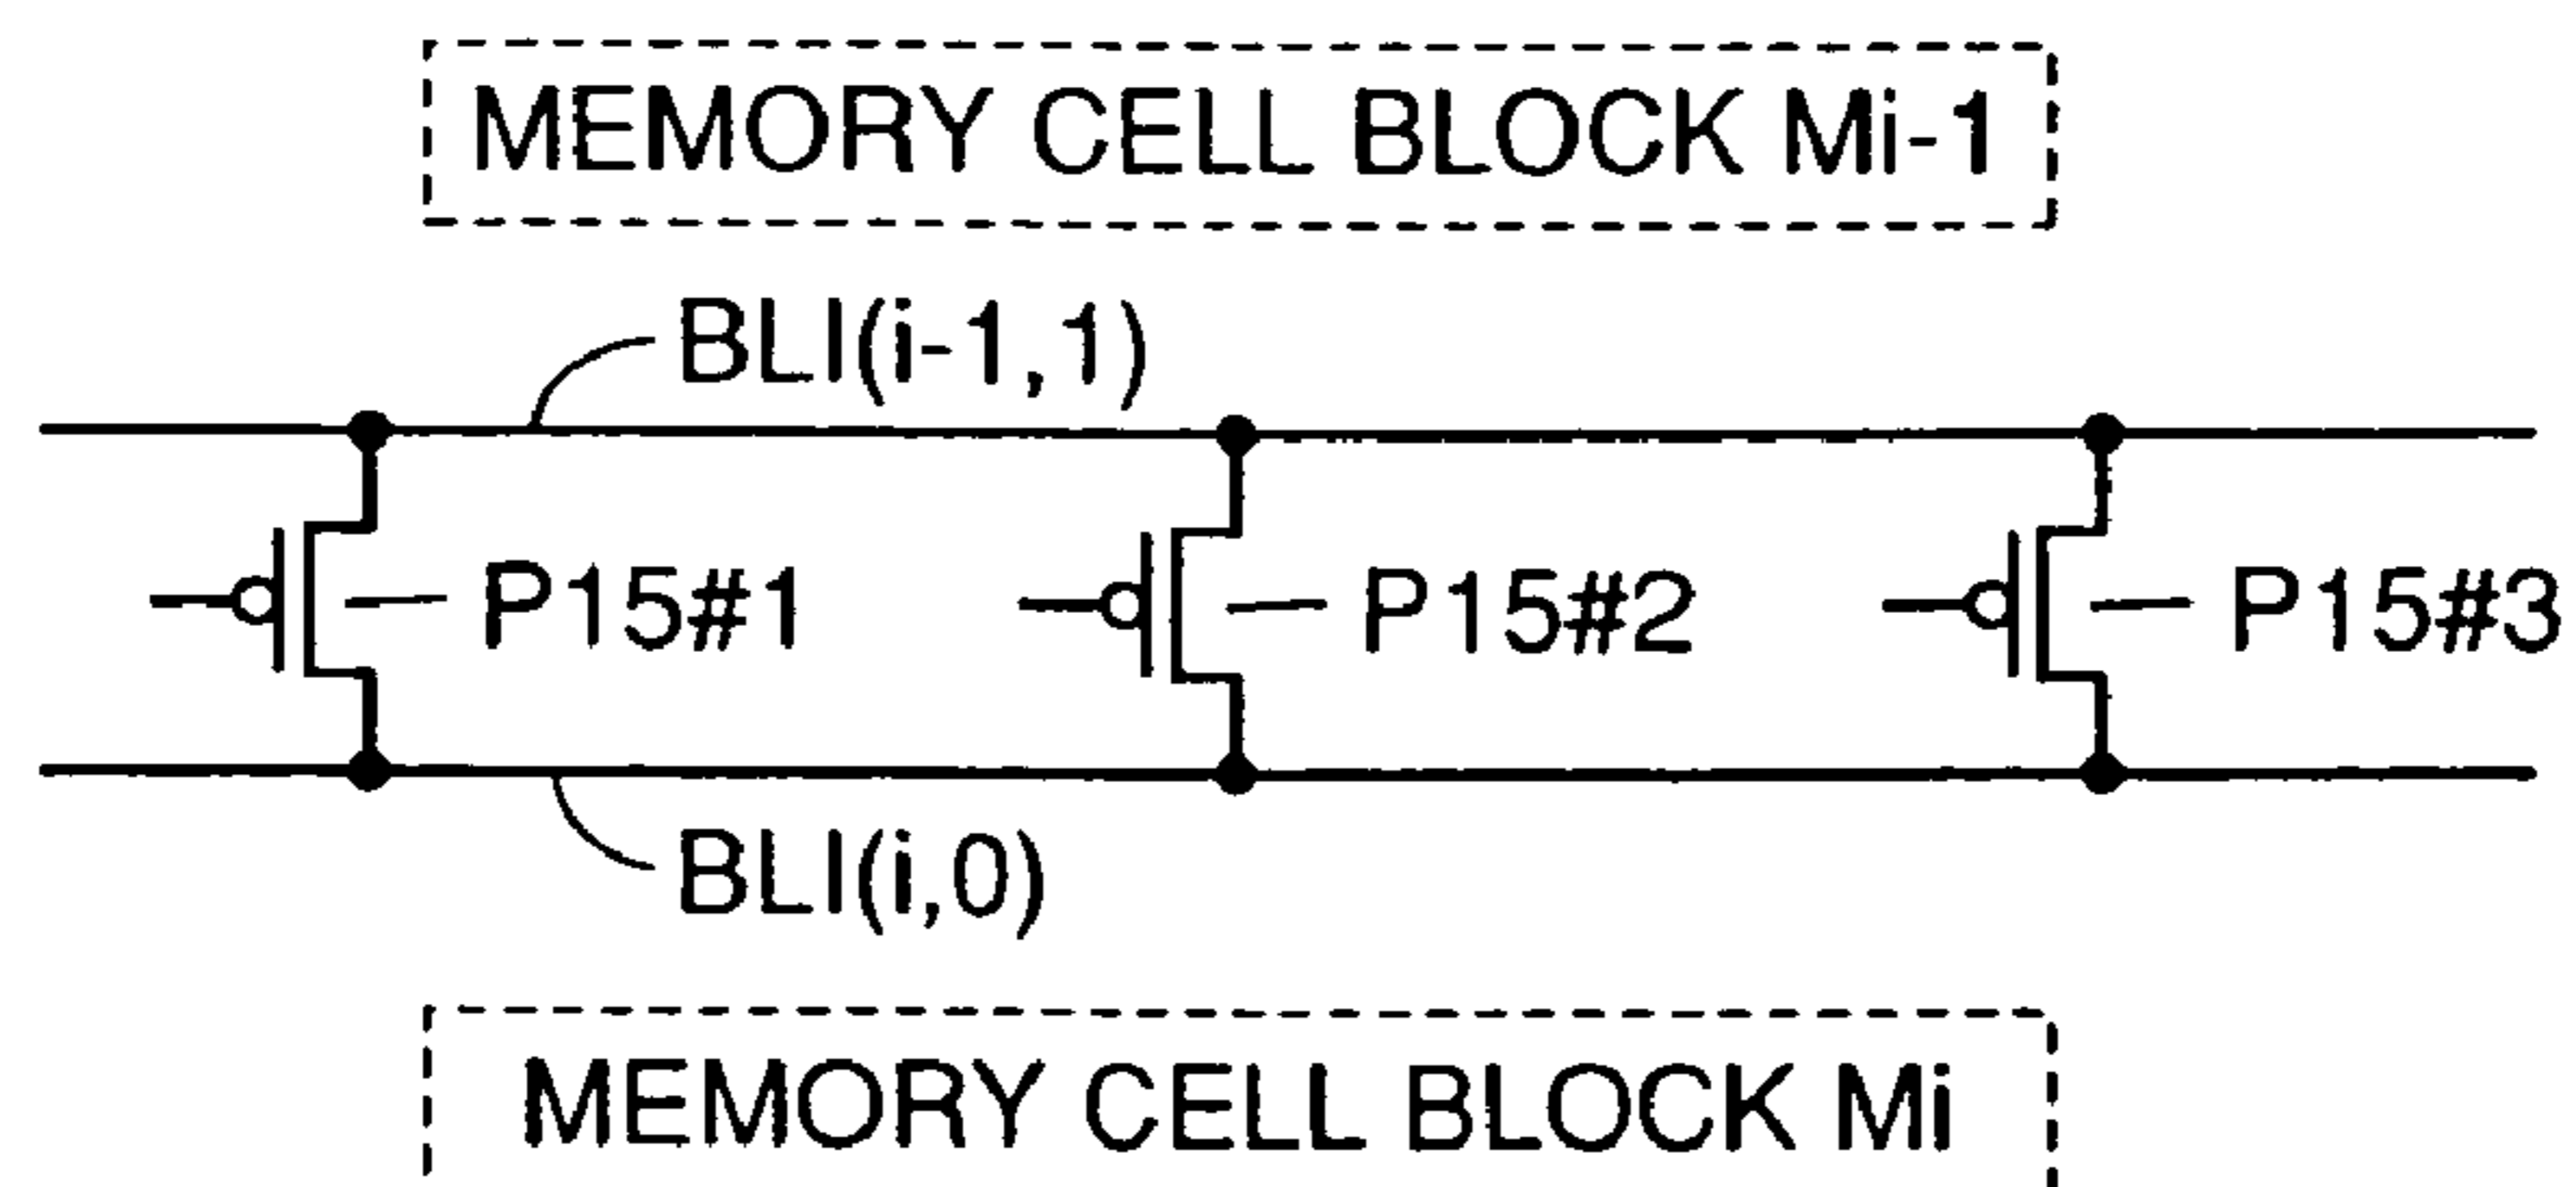 MEMORY CELL BLOCK Mi-1
BLI(i-1,1)
P15#1
P15#2
P15#3
BLI(i,0)
MEMORY CELL BLOCK Mi